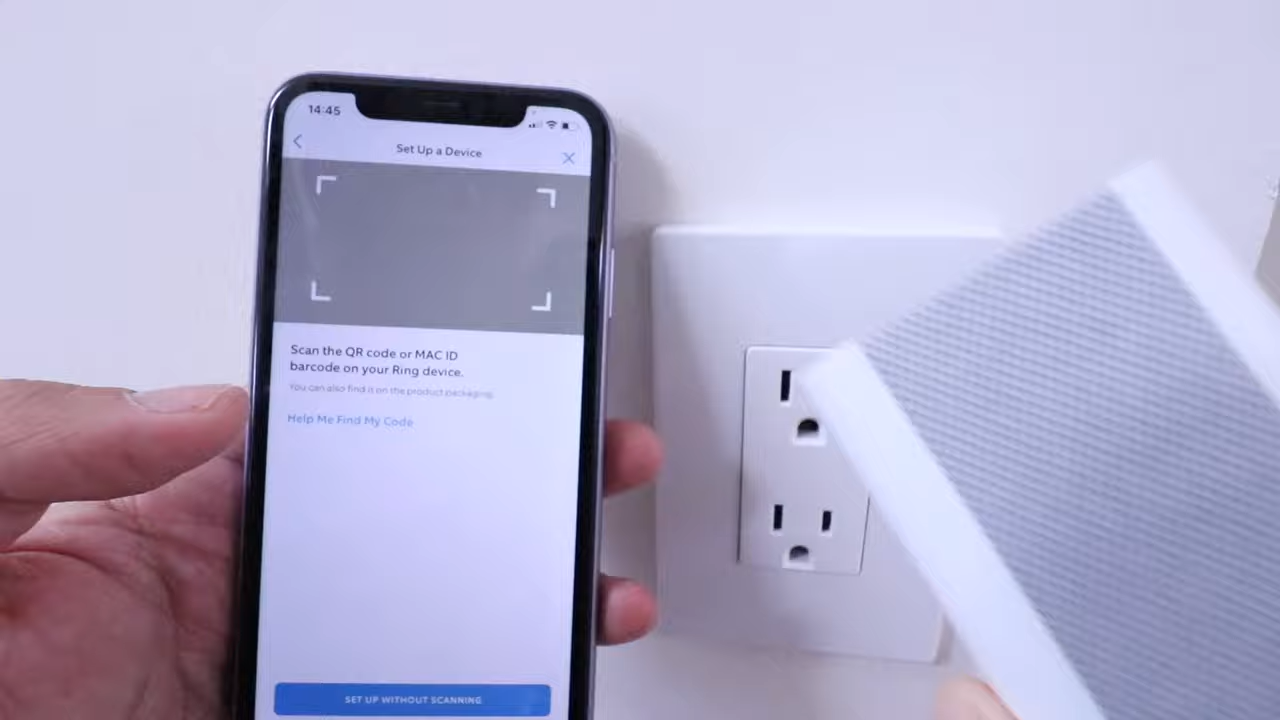 14:45
Set Up a Device
Scan the QR code or MAC ID
barcode on your Ring device.
You can also find it on the product packaging.
Help Me Find My Code
SET UP WITHOUT SCANNING